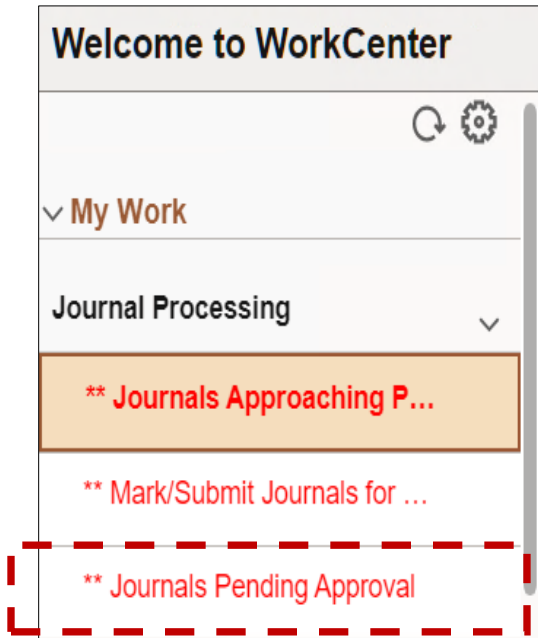 Welcome to WorkCenter
My Work
Journal Processing
** Journals Approaching P...
** Mark/Submit Journals for ...
** Journals Pending Approval